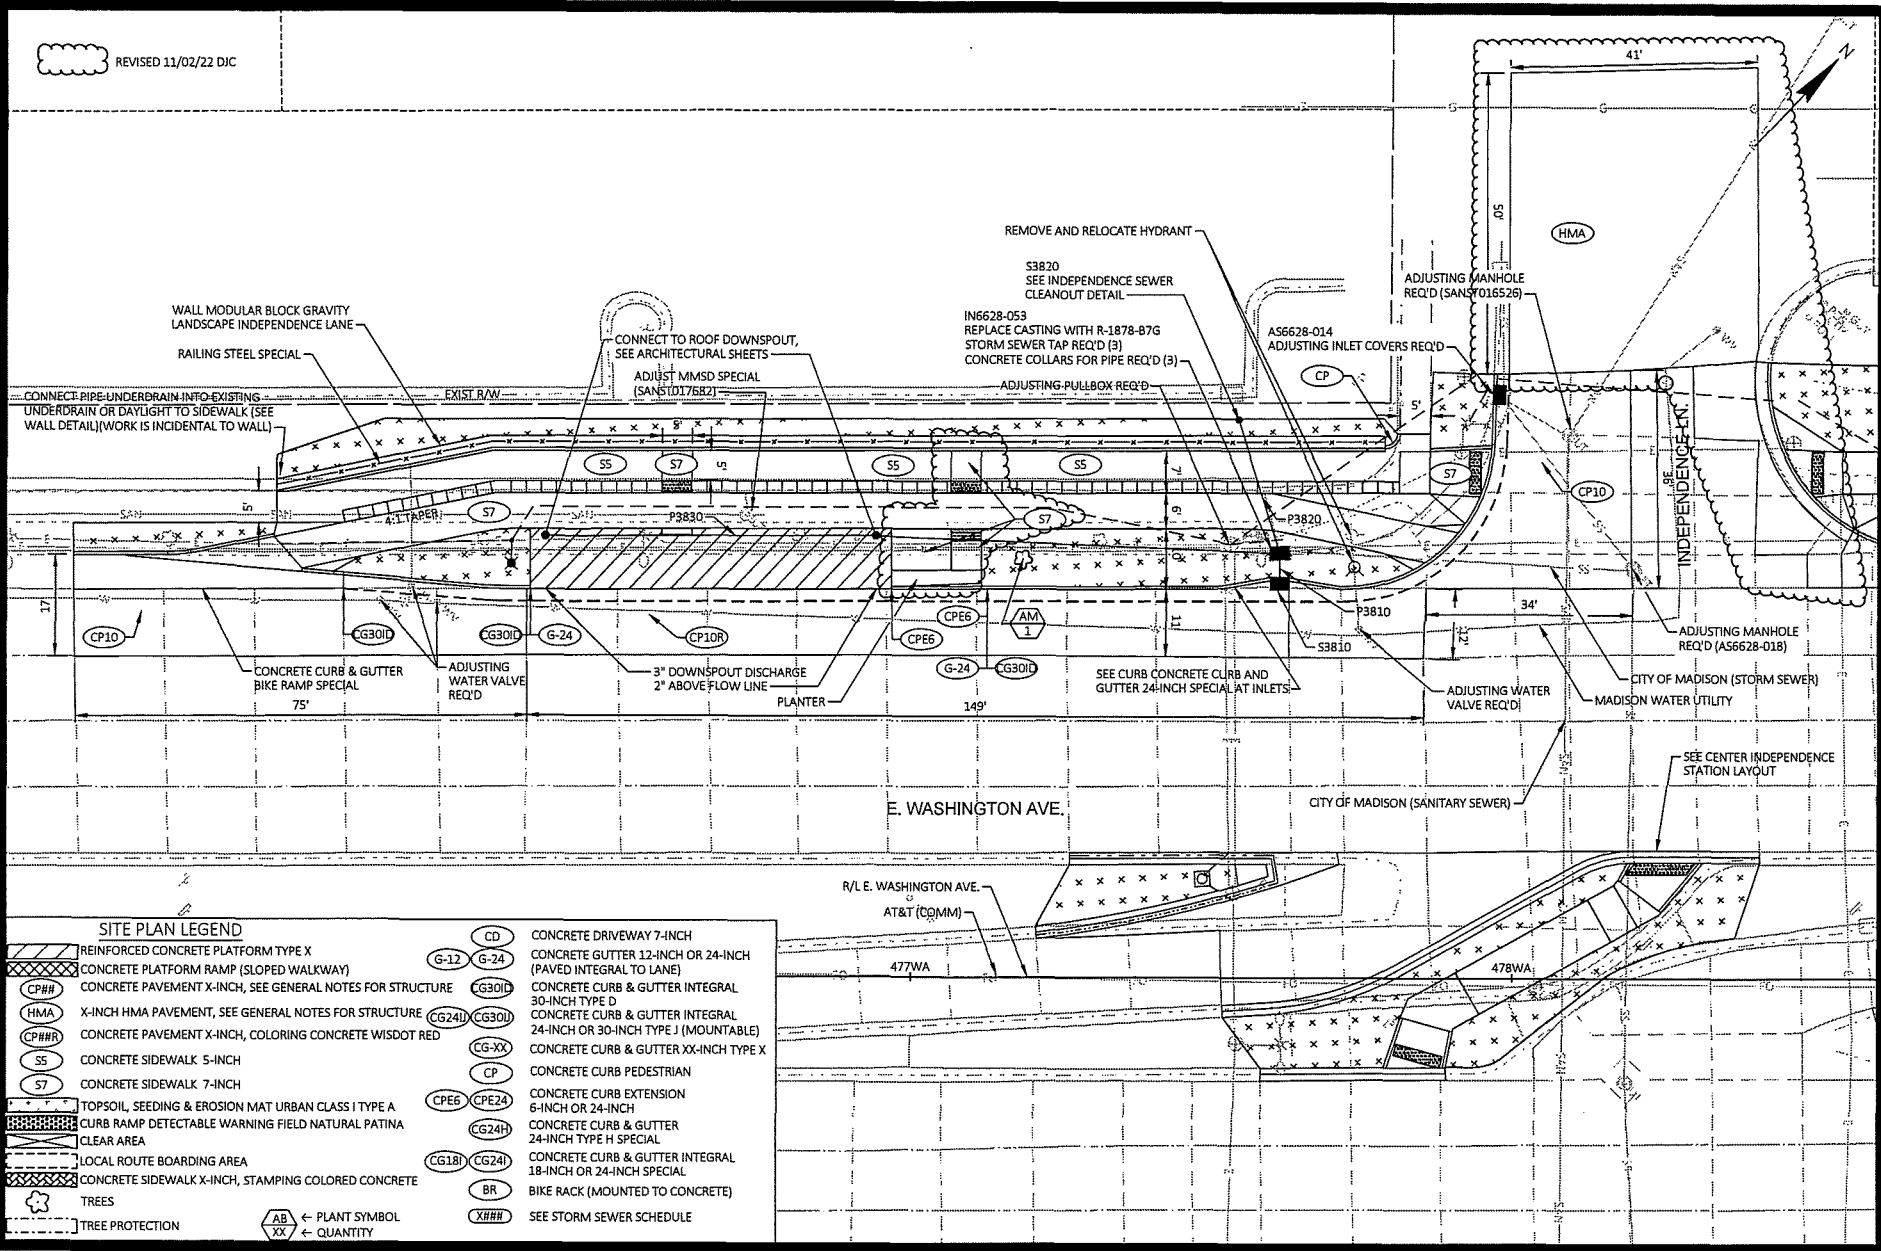 REVISED 11/02/22 DJC
41'
N
50'
HMA
REMOVE AND RELOCATE HYDRANT
S3820
SEE INDEPENDENCE SEWER
CLEANOUT DETAIL
ADJUSTING MANHOLE
REQ'D (SANST016526)
WALL MODULAR BLOCK GRAVITY
LANDSCAPE INDEPENDENCE LANE
IN6628-053
REPLACE CASTING WITH R-1878-B7G
STORM SEWER TAP REQ'D (3)
CONCRETE COLLARS FOR PIPE REQ'D (3)
AS6628-014
ADJUSTING INLET COVERS REQ'D
CONNECT TO ROOF DOWNSPOUT,
SEE ARCHITECTURAL SHEETS
RAILING STEEL SPECIAL
ADJUST MMSD SPECIAL
(SANST017682)
CP
ADJUSTING PULLBOX REQ'D
EXIST R/W
CONNECT PIPE UNDERDRAIN INTO EXISTING
UNDERDRAIN OR DAYLIGHT TO SIDEWALK (SEE
WALL DETAIL)(WORK IS INCIDENTAL TO WALL)
5'
5'
S5
S7
5'
S5
S5
7'
S7
CP10
36'
INDEPENDENCE LN.
5'
SAN
SAN
4:1 TAPER
S7
P3830
6'
S7
P3820
10'
17'
CP10
CG30ID
CG30ID
G-24
CP10R
CPE6
CPE6
AM
1
11'
P3810
34'
12'
S3810
ADJUSTING MANHOLE
REQ'D (AS6628-018)
CONCRETE CURB & GUTTER
BIKE RAMP SPECIAL
ADJUSTING
WATER VALVE
REQ'D
3" DOWNSPOUT DISCHARGE
2" ABOVE FLOW LINE
PLANTER
G-24
CG30ID
SEE CURB CONCRETE CURB AND
GUTTER 24-INCH SPECIAL AT INLETS
CITY OF MADISON (STORM SEWER)
ADJUSTING WATER
VALVE REQ'D
MADISON WATER UTILITY
75'
149'
SEE CENTER INDEPENDENCE
STATION LAYOUT
E. WASHINGTON AVE.
CITY OF MADISON (SANITARY SEWER)
R/L E. WASHINGTON AVE.
AT&T (COMM)
477WA
478WA
SITE PLAN LEGEND
REINFORCED CONCRETE PLATFORM TYPE X
CONCRETE PLATFORM RAMP (SLOPED WALKWAY)
CP## CONCRETE PAVEMENT X-INCH, SEE GENERAL NOTES FOR STRUCTURE
HMA X-INCH HMA PAVEMENT, SEE GENERAL NOTES FOR STRUCTURE
CP##R CONCRETE PAVEMENT X-INCH, COLORING CONCRETE WISDOT RED
S5 CONCRETE SIDEWALK 5-INCH
S7 CONCRETE SIDEWALK 7-INCH
TOPSOIL, SEEDING & EROSION MAT URBAN CLASS I TYPE A
CURB RAMP DETECTABLE WARNING FIELD NATURAL PATINA
CLEAR AREA
LOCAL ROUTE BOARDING AREA
CONCRETE SIDEWALK X-INCH, STAMPING COLORED CONCRETE
TREES
TREE PROTECTION
AB ← PLANT SYMBOL
XX ← QUANTITY
CD CONCRETE DRIVEWAY 7-INCH
G-12 G-24 CONCRETE GUTTER 12-INCH OR 24-INCH
(PAVED INTEGRAL TO LANE)
CG30ID CONCRETE CURB & GUTTER INTEGRAL
30-INCH TYPE D
CG24IJ CG30IJ CONCRETE CURB & GUTTER INTEGRAL
24-INCH OR 30-INCH TYPE J (MOUNTABLE)
CG-XX CONCRETE CURB & GUTTER XX-INCH TYPE X
CP CONCRETE CURB PEDESTRIAN
CPE6 CPE24 CONCRETE CURB EXTENSION
6-INCH OR 24-INCH
CG24H CONCRETE CURB & GUTTER
24-INCH TYPE H SPECIAL
CG18I CG24I CONCRETE CURB & GUTTER INTEGRAL
18-INCH OR 24-INCH SPECIAL
BR BIKE RACK (MOUNTED TO CONCRETE)
X### SEE STORM SEWER SCHEDULE